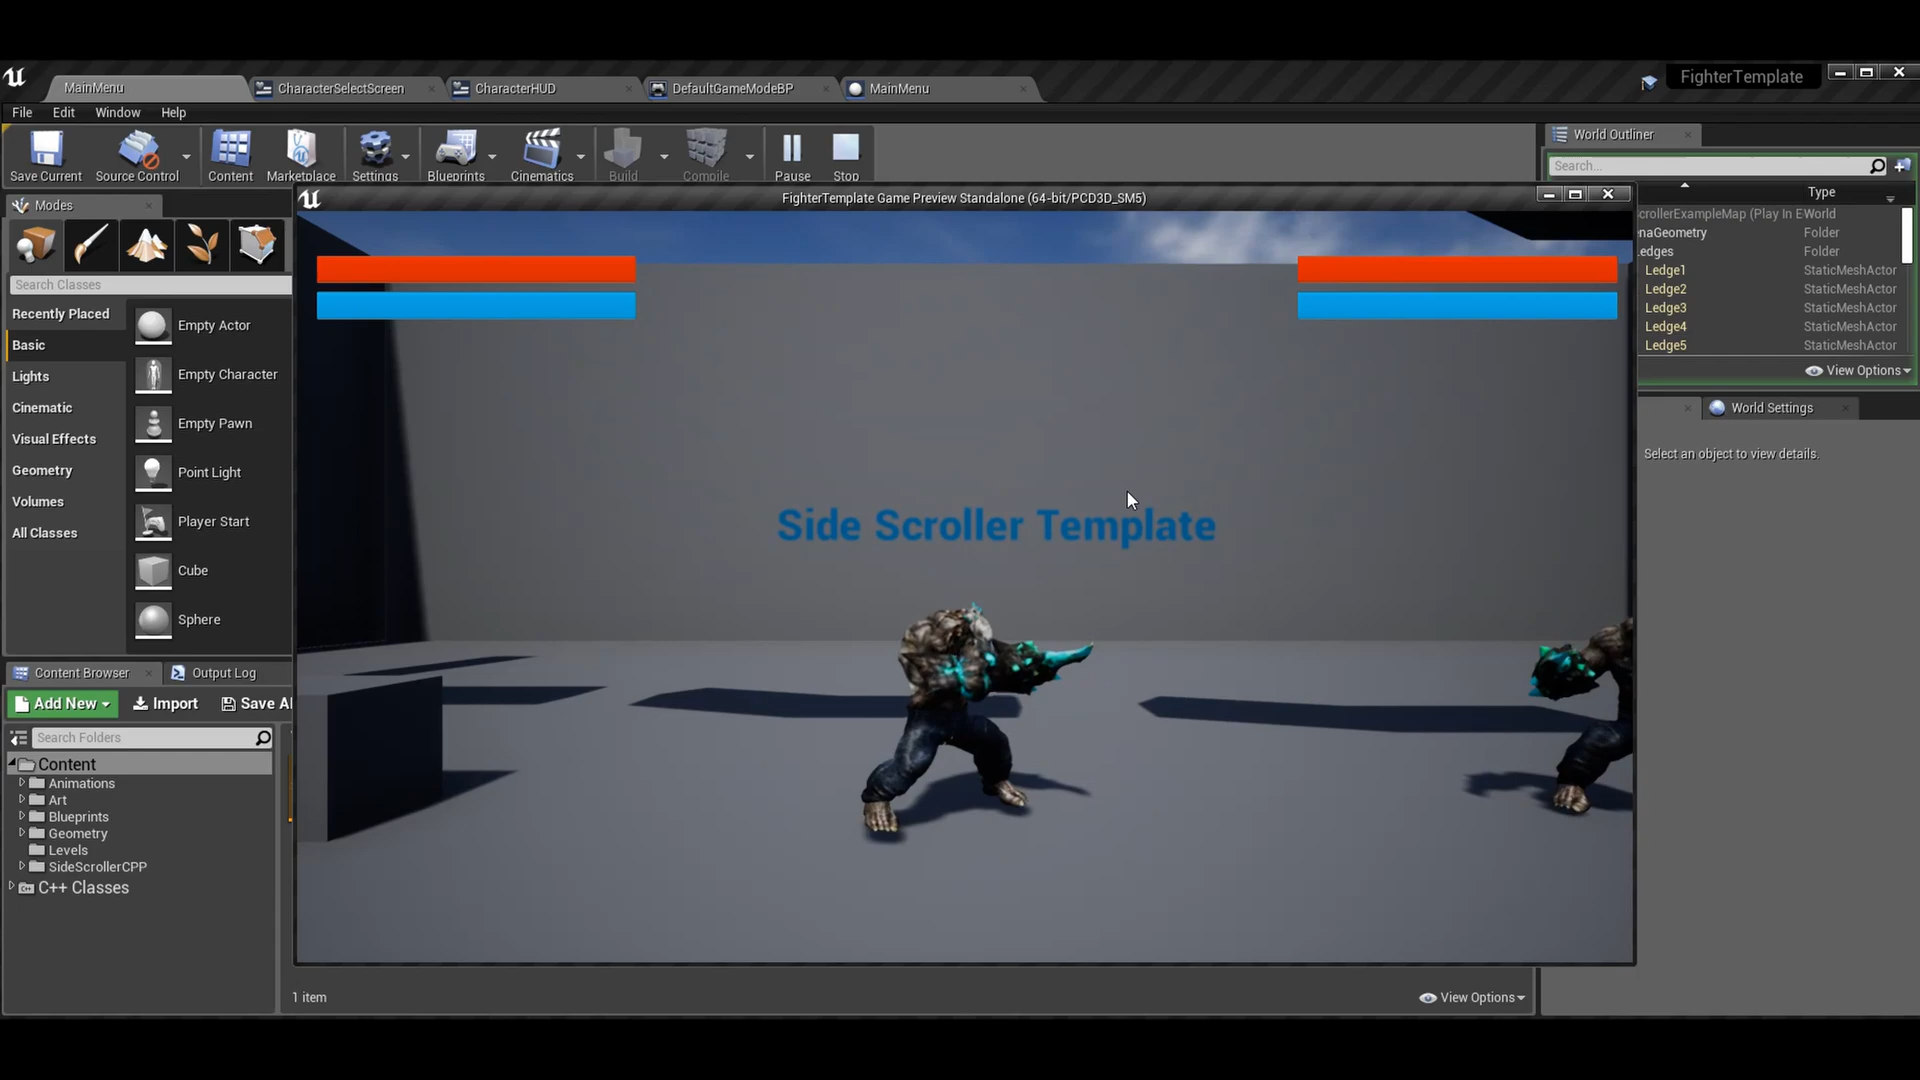 MainMenu
CharacterSelectScreen
CharacterHUD
DefaultGameModeBP
MainMenu
FighterTemplate
File Edit Window Help
Save Current
Source Control
Content
Marketplace
Settings
Blueprints
Cinematics
Build
Compile
Pause
Stop
World Outliner
Search...
Type
FighterTemplate Game Preview Standalone (64-bit/PCD3D_SM5)
Modes
Search Classes
Recently Placed
Basic
Lights
Cinematic
Visual Effects
Geometry
Volumes
All Classes
Empty Actor
Empty Character
Empty Pawn
Point Light
Player Start
Cube
Sphere
Side Scroller Template
scrollerExampleMap (Play In E World
naGeometry Folder
edges Folder
Ledge1 StaticMeshActor
Ledge2 StaticMeshActor
Ledge3 StaticMeshActor
Ledge4 StaticMeshActor
Ledge5 StaticMeshActor
View Options
World Settings
Select an object to view details.
Content Browser
Output Log
Add New
Import
Save Al
Search Folders
Content
Animations
Art
Blueprints
Geometry
Levels
SideScrollerCPP
C++ Classes
1 item
View Options